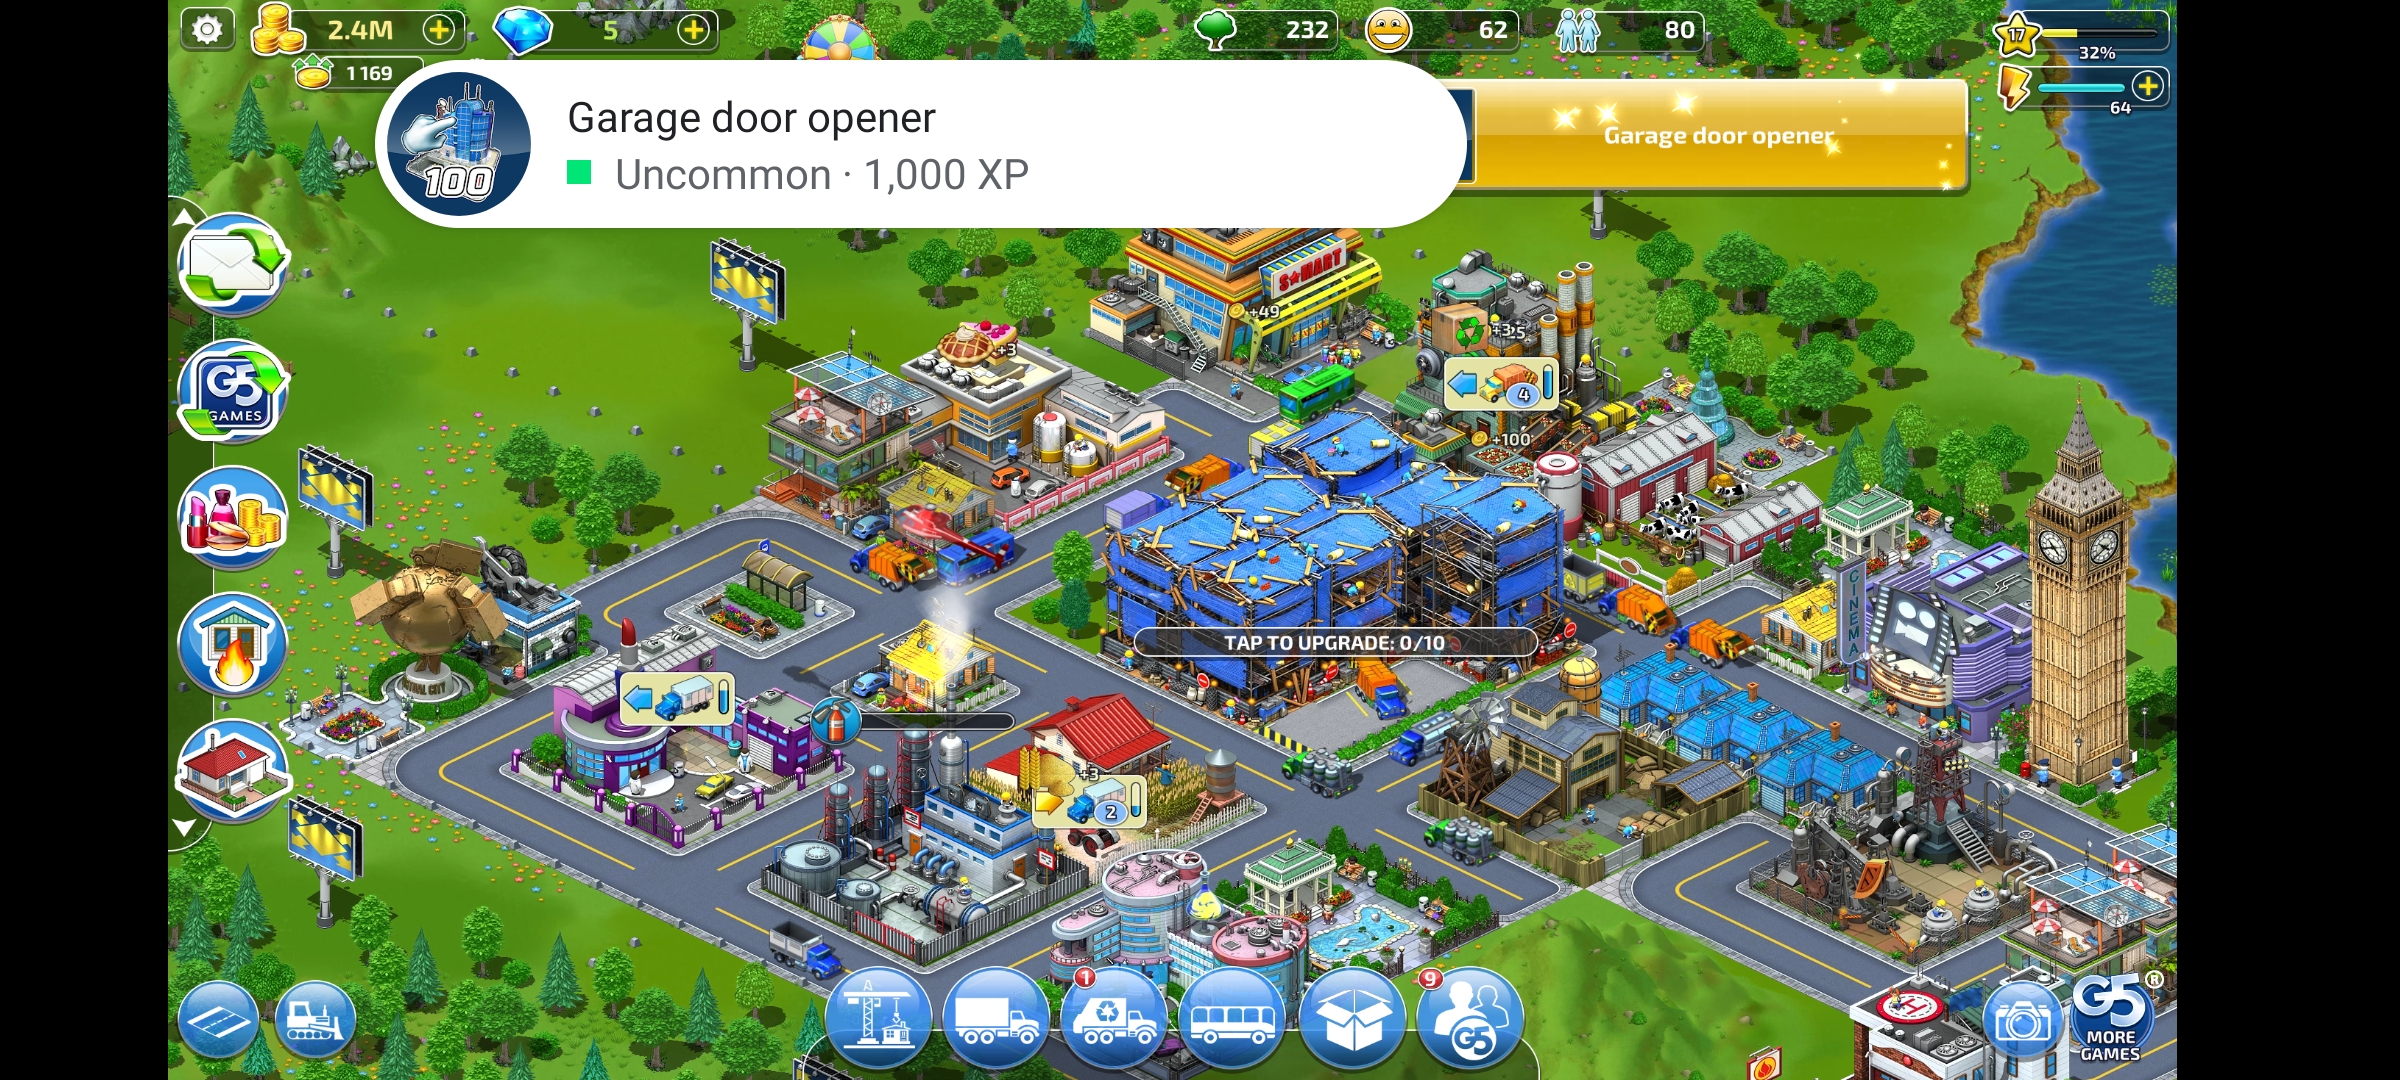 2.4M
5
232
62
80
17
32%
1 169
64
Garage door opener
Uncommon · 1,000 XP
100
Garage door opener
S★MART
+49
+3
4
+100
G5
GAMES
CINEMA
TAP TO UPGRADE: 0/10
+3
2
1
9
G5
G5
®
MORE
GAMES